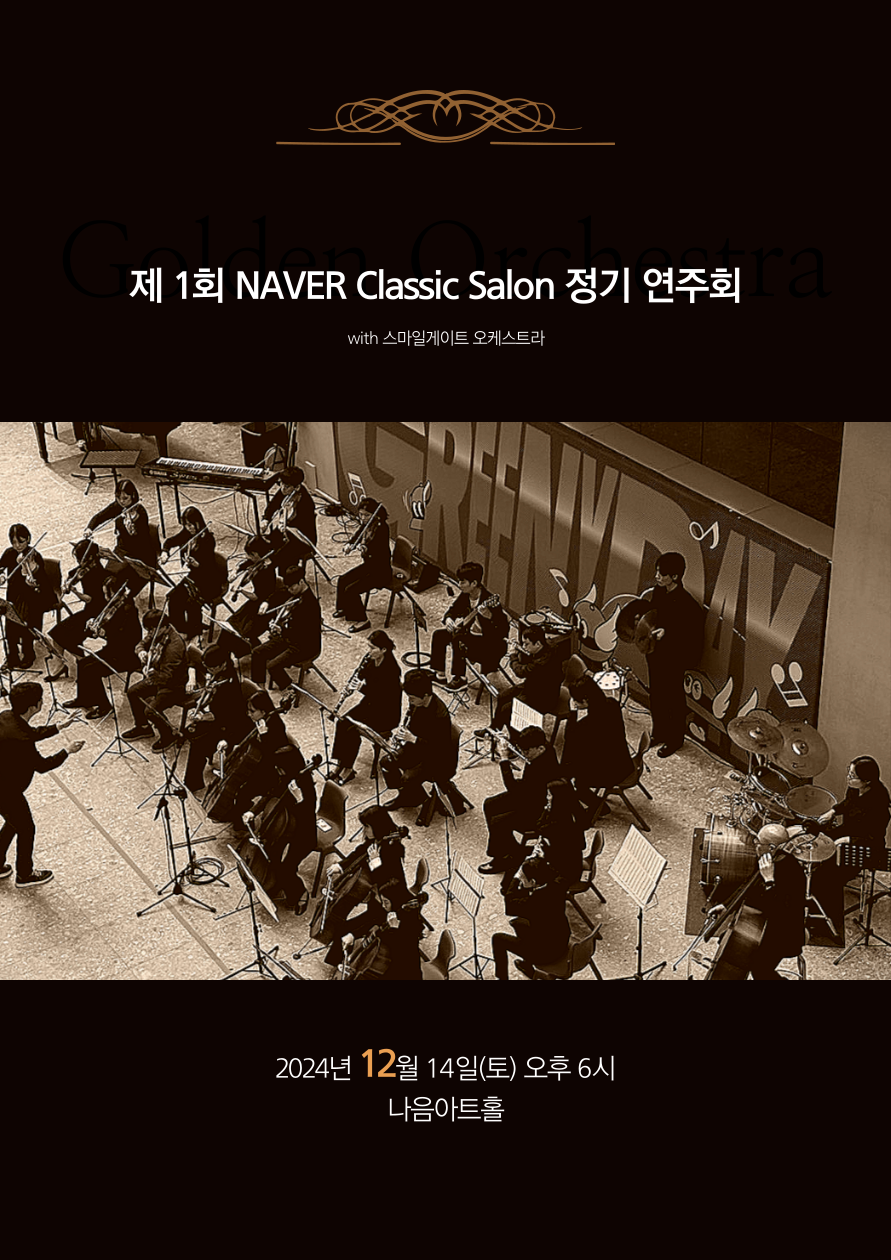 Golden Orchestra
제 1회 NAVER Classic Salon 정기 연주회
with 스마일게이트 오케스트라
GREENY DAY
2024년 12월 14일(토) 오후 6시
나음아트홀